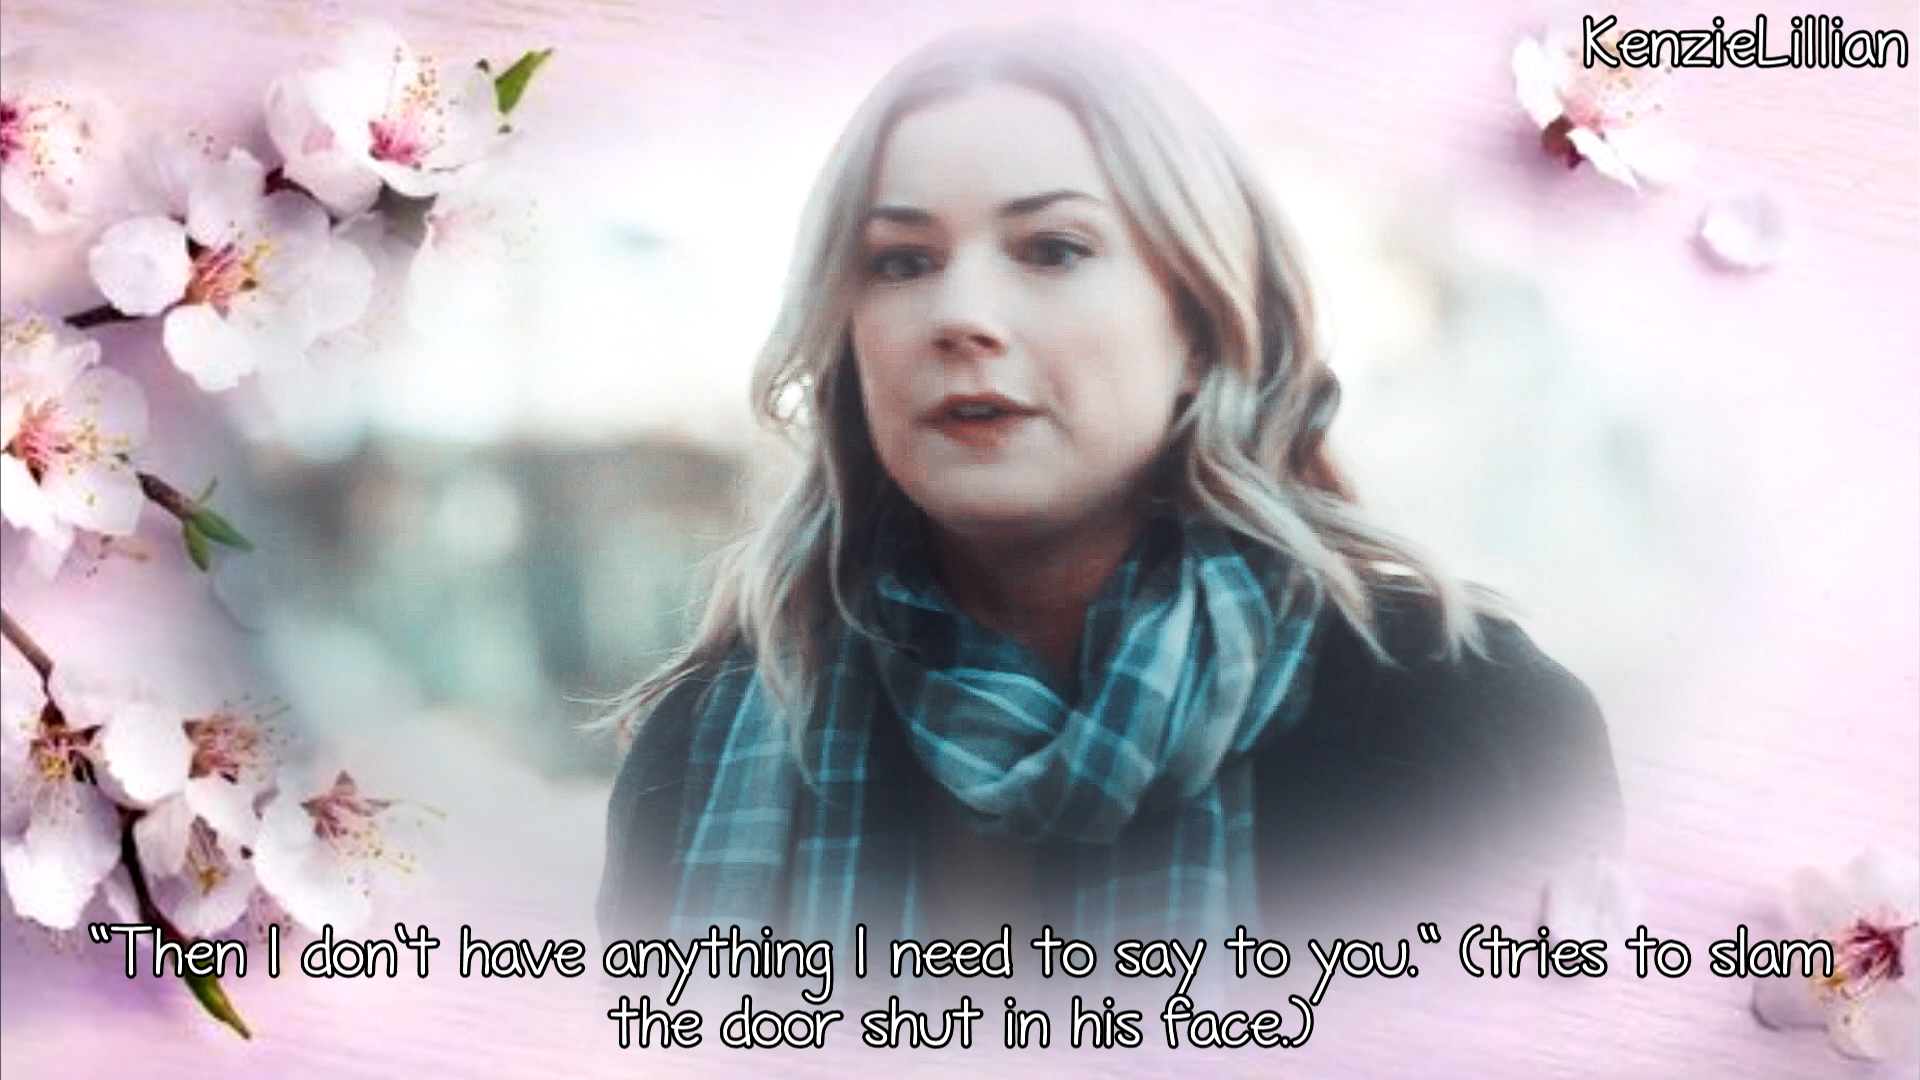 KenzieLillian
"Then I don't have anything I need to say to you." (tries to slam
the door shut in his face.)